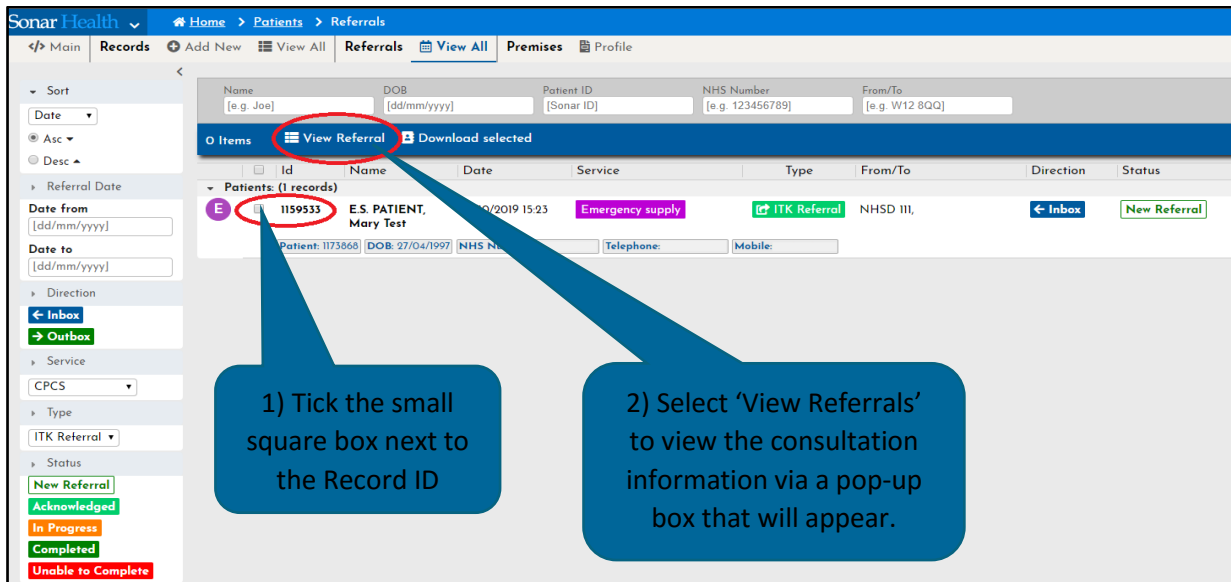 Sonar Health Home > Patients > Referrals
</> Main Records Add New View All Referrals View All Premises Profile
<
Sort
Date
Asc
Desc
Referral Date
Date from
[dd/mm/yyyy]
Date to
[dd/mm/yyyy]
Direction
← Inbox
→ Outbox
Service
CPCS
Type
ITK Referral
Status
New Referral
Acknowledged
In Progress
Completed
Unable to Complete
Name DOB Patient ID NHS Number From/To
[e.g. Joe] [dd/mm/yyyy] [Sonar ID] [e.g. 123456789] [e.g. W12 8QQ]
0 Items View Referral Download selected
Id Name Date Service Type From/To Direction Status
Patients: (1 records)
E 1159533 E.S. PATIENT, /2019 15:23 Emergency supply ITK Referral NHSD 111, ← Inbox New Referral
Mary Test
Patient: 1173868 DOB: 27/04/1997 NHS Telephone: Mobile:
1) Tick the small
square box next to
the Record ID
2) Select ‘View Referrals’
to view the consultation
information via a pop-up
box that will appear.